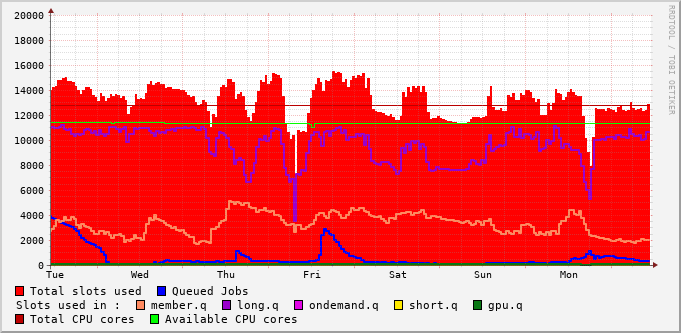 20000
18000
16000
14000
12000
10000
8000
6000
4000
2000
0
Tue Wed Thu Fri Sat Sun Mon
RRDTOOL / TOBI OETIKER
Total slots used Queued Jobs
Slots used in : member.q long.q ondemand.q short.q gpu.q
Total CPU cores Available CPU cores